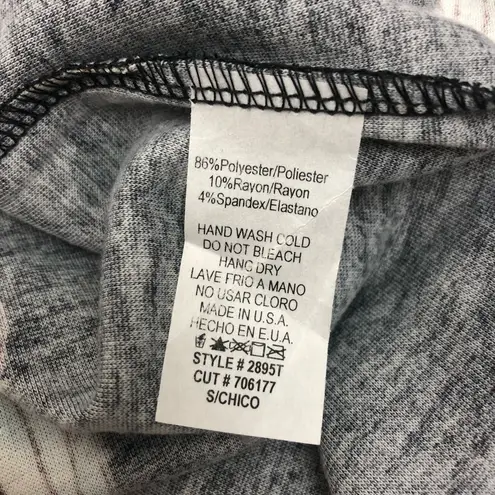 86%Polyester/Poliester
10%Rayon/Rayon
4%Spandex/Elastano
HAND WASH COLD
DO NOT BLEACH
HANG DRY
LAVE FRIO A MANO
NO USAR CLORO
MADE IN U.S.A.
HECHO EN E.U.A.
STYLE # 2895T
CUT # 706177
S/CHICO